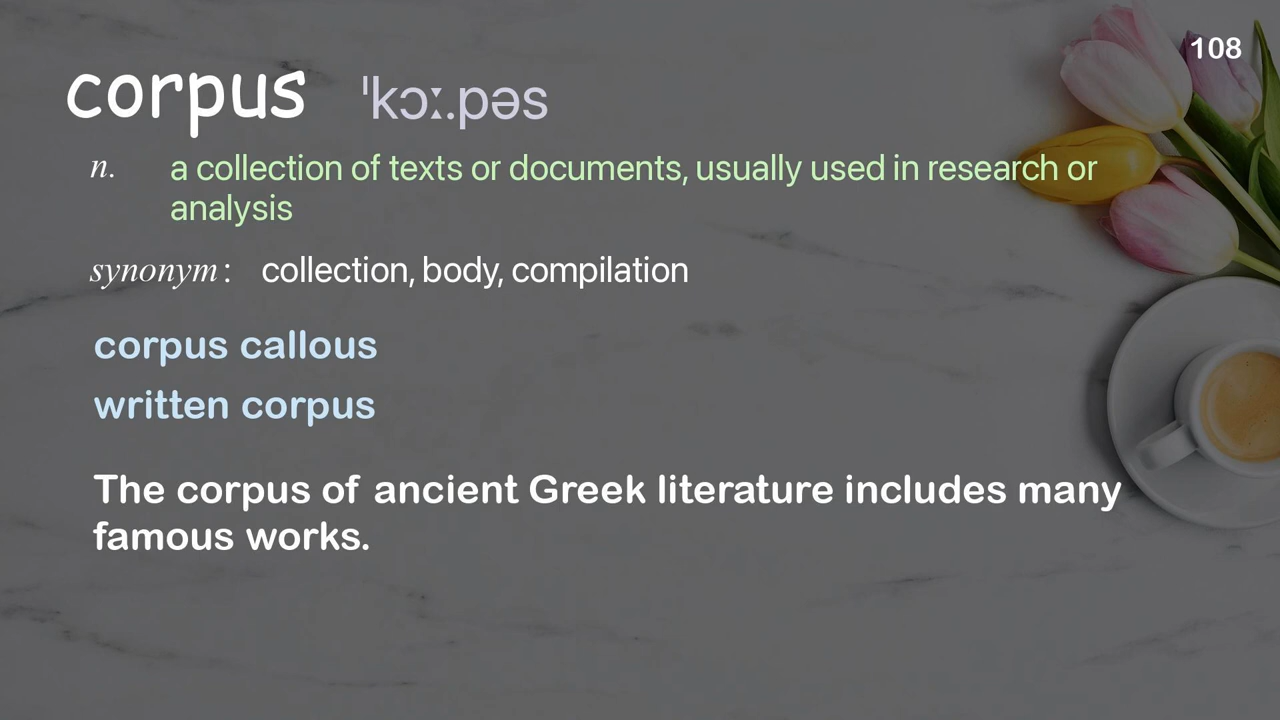 108
corpus ˈkɔː.pəs
n. a collection of texts or documents, usually used in research or
analysis
synonym: collection, body, compilation
corpus callous
written corpus
The corpus of ancient Greek literature includes many
famous works.